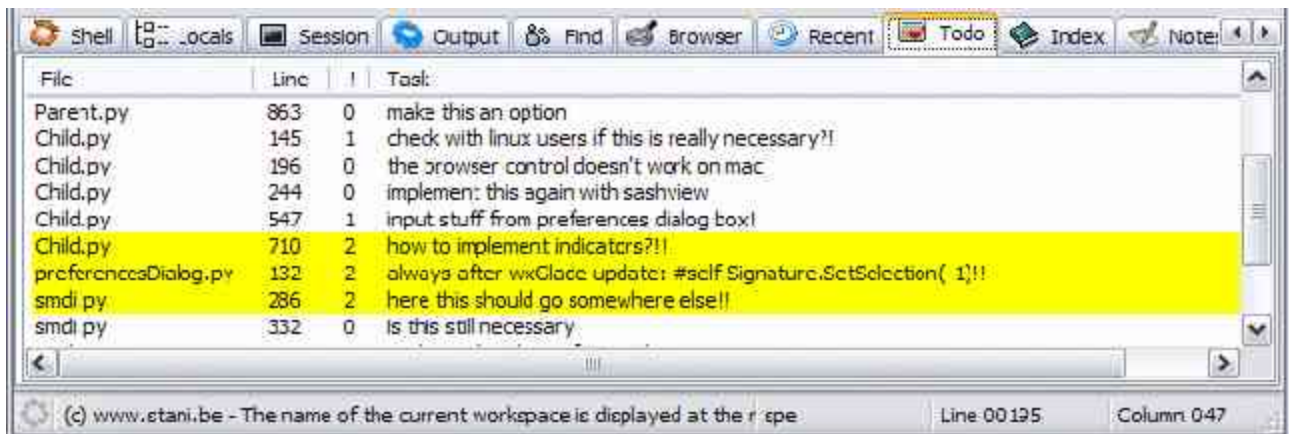 Shell Locals Session Output Find Browser Recent Todo Index Notes
File Line ! Task
Parent.py 863 0 make this an option
Child.py 145 1 check with linux users if this is really necessary?!
Child.py 196 0 the browser control doesn't work on mac
Child.py 244 0 implement this again with sashview
Child.py 547 1 input stuff from preferences dialog box!
Child.py 710 2 how to implement indicators?!!
preferencesDialog.py 132 2 always after wxGlade update: #self.Signature.SetSelection(-1)!!
smdi.py 286 2 here this should go somewhere else!!
smdi.py 332 0 is this still necessary
(c) www.stani.be - The name of the current workspace is displayed at the r spe Line 00195 Column 047